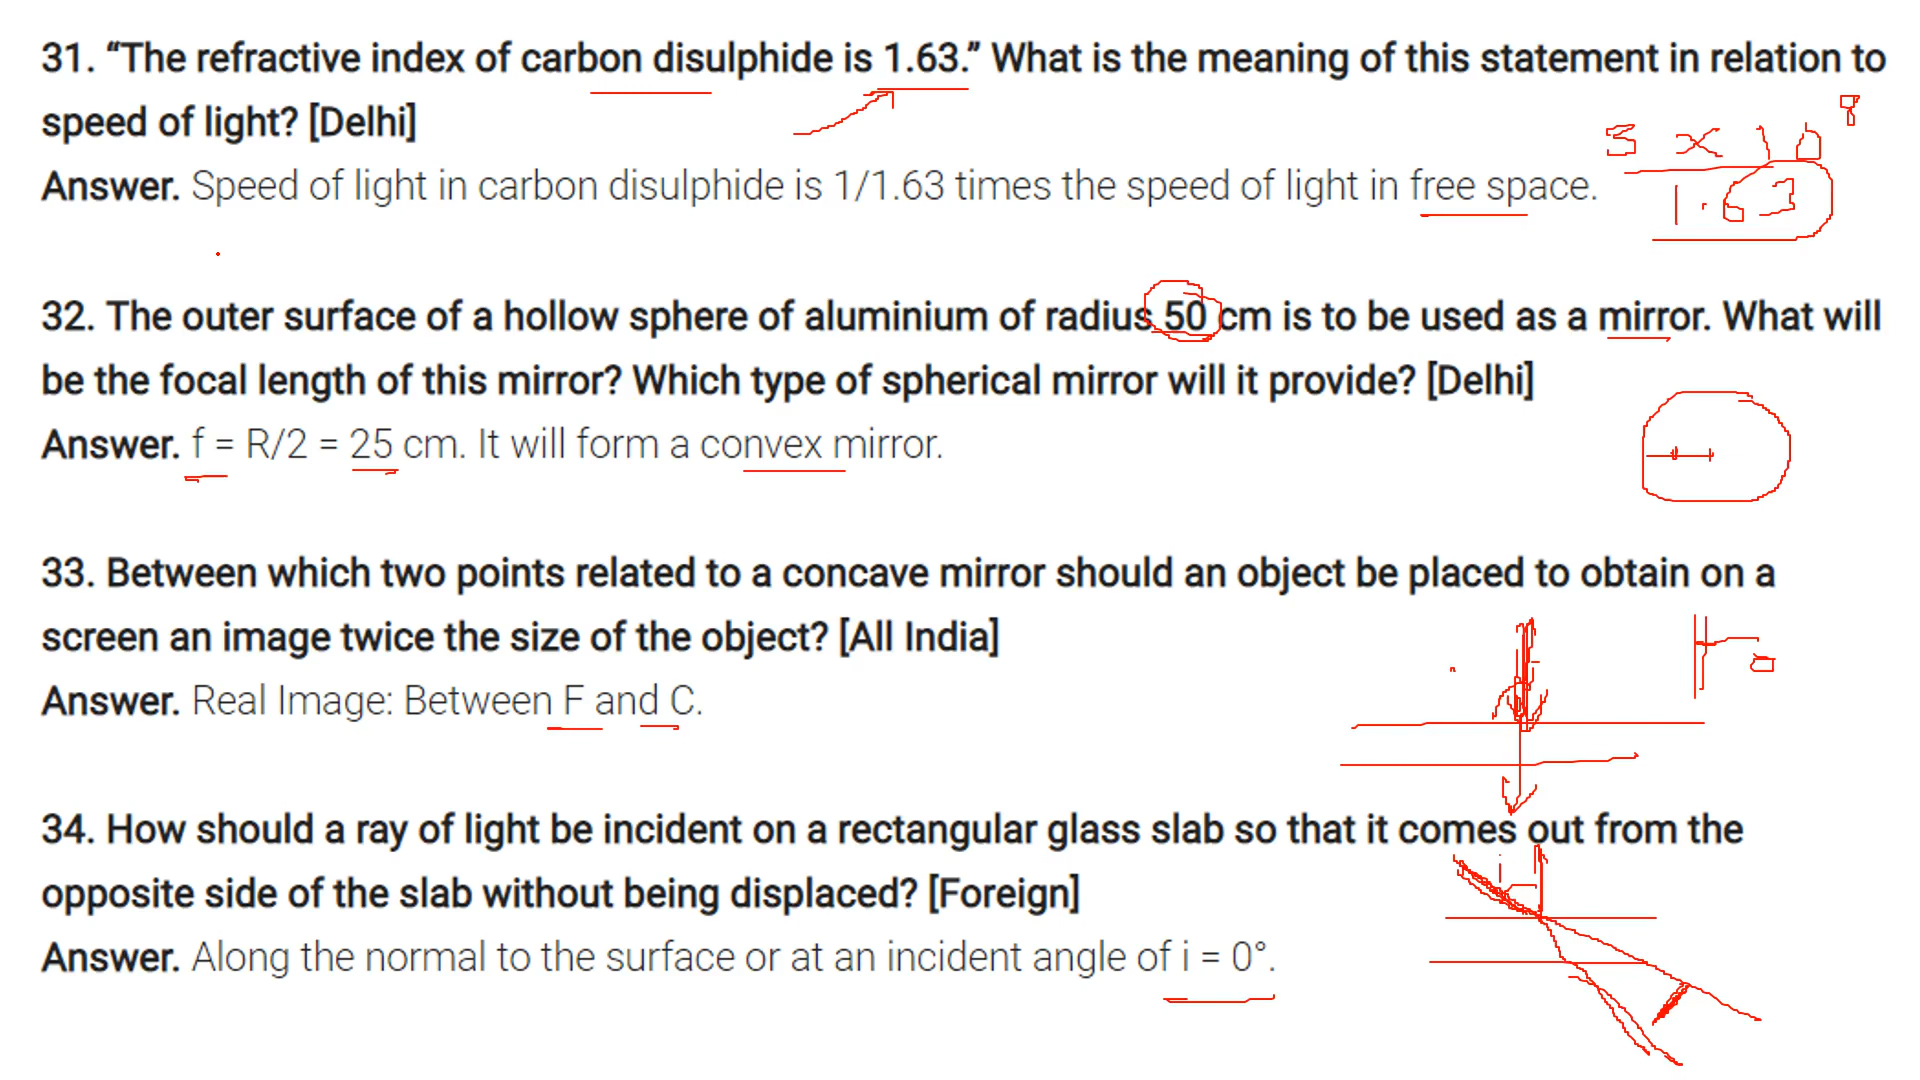 31. “The refractive index of carbon disulphide is 1.63.” What is the meaning of this statement in relation to
speed of light? [Delhi]
3 × 10⁸
Answer. Speed of light in carbon disulphide is 1/1.63 times the speed of light in free space.
1.63
32. The outer surface of a hollow sphere of aluminium of radius 50 cm is to be used as a mirror. What will
be the focal length of this mirror? Which type of spherical mirror will it provide? [Delhi]
Answer. f = R/2 = 25 cm. It will form a convex mirror.
33. Between which two points related to a concave mirror should an object be placed to obtain on a
screen an image twice the size of the object? [All India]
Answer. Real Image: Between F and C.
34. How should a ray of light be incident on a rectangular glass slab so that it comes out from the
opposite side of the slab without being displaced? [Foreign]
Answer. Along the normal to the surface or at an incident angle of i = 0°.